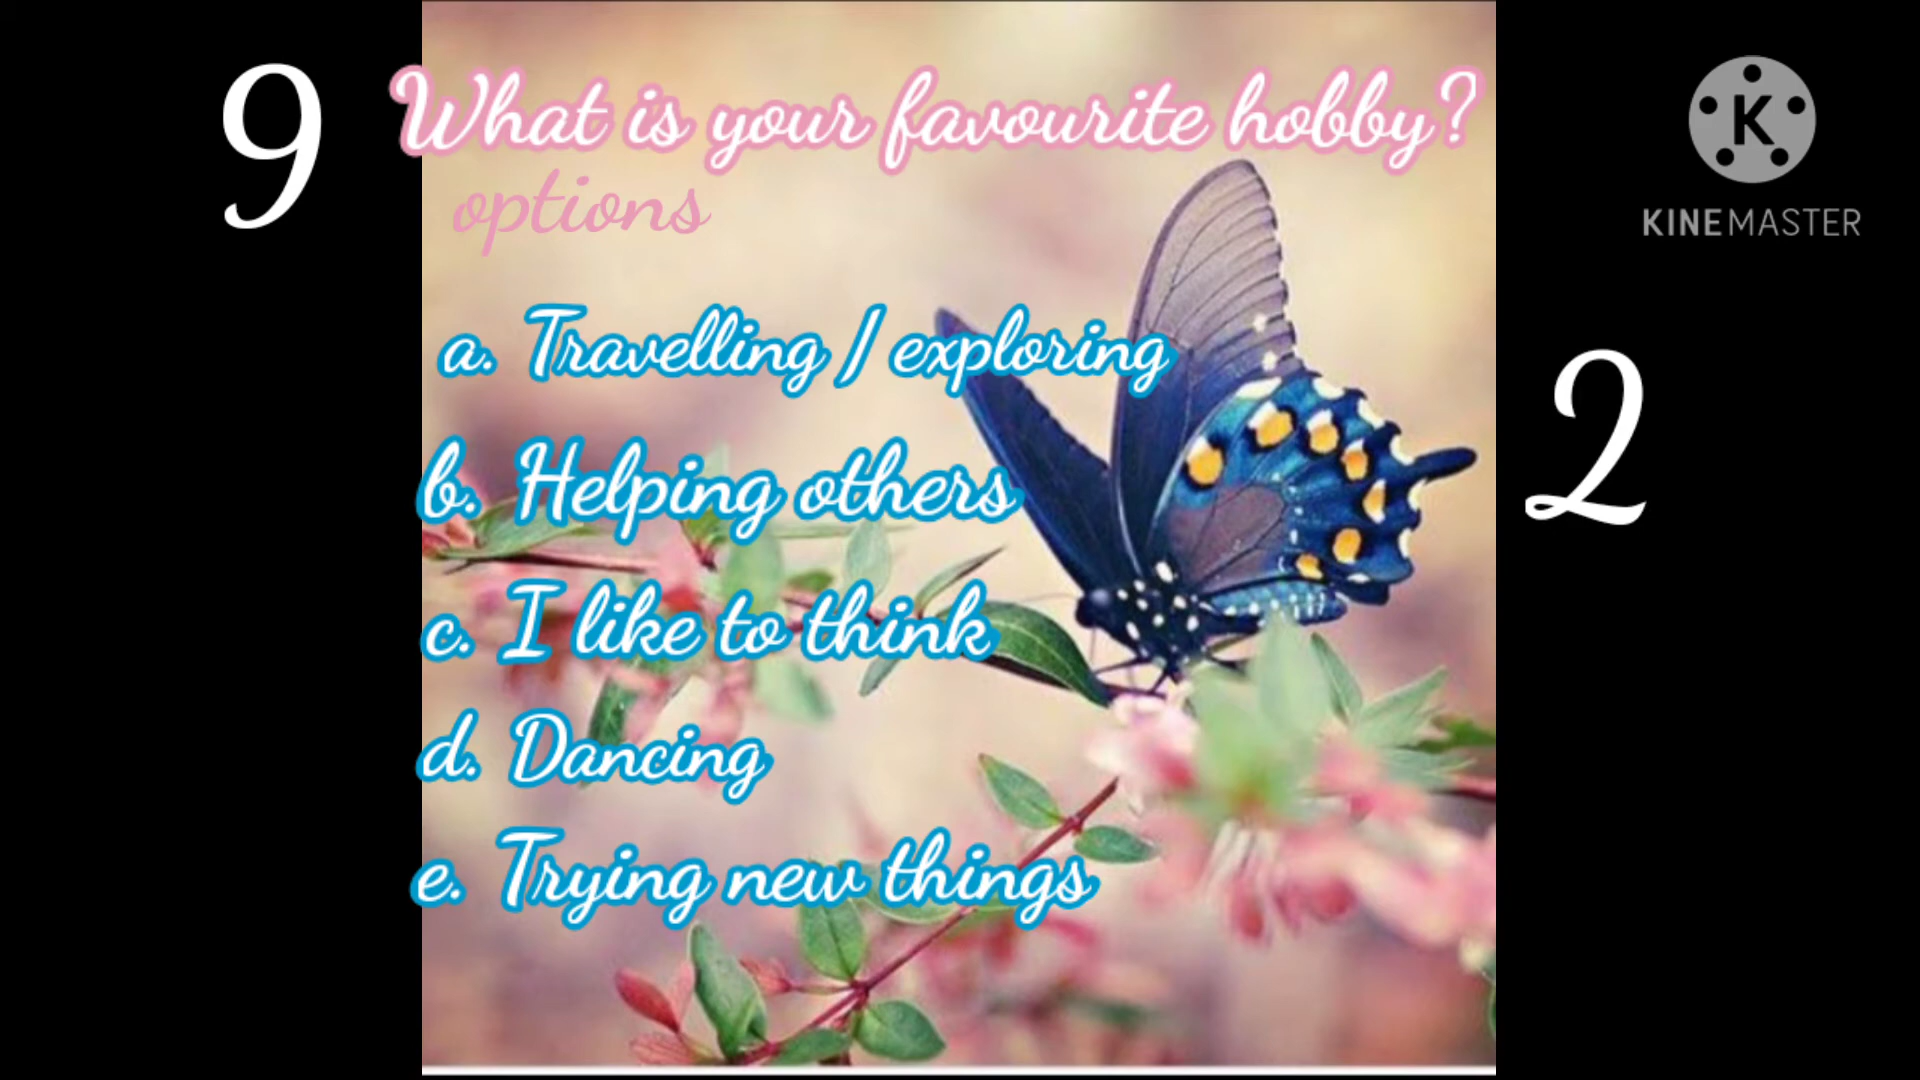 9
What is your favourite hobby?
options
a. Travelling / exploring
b. Helping others
c. I like to think
d. Dancing
e. Trying new things
2
K
KINEMASTER